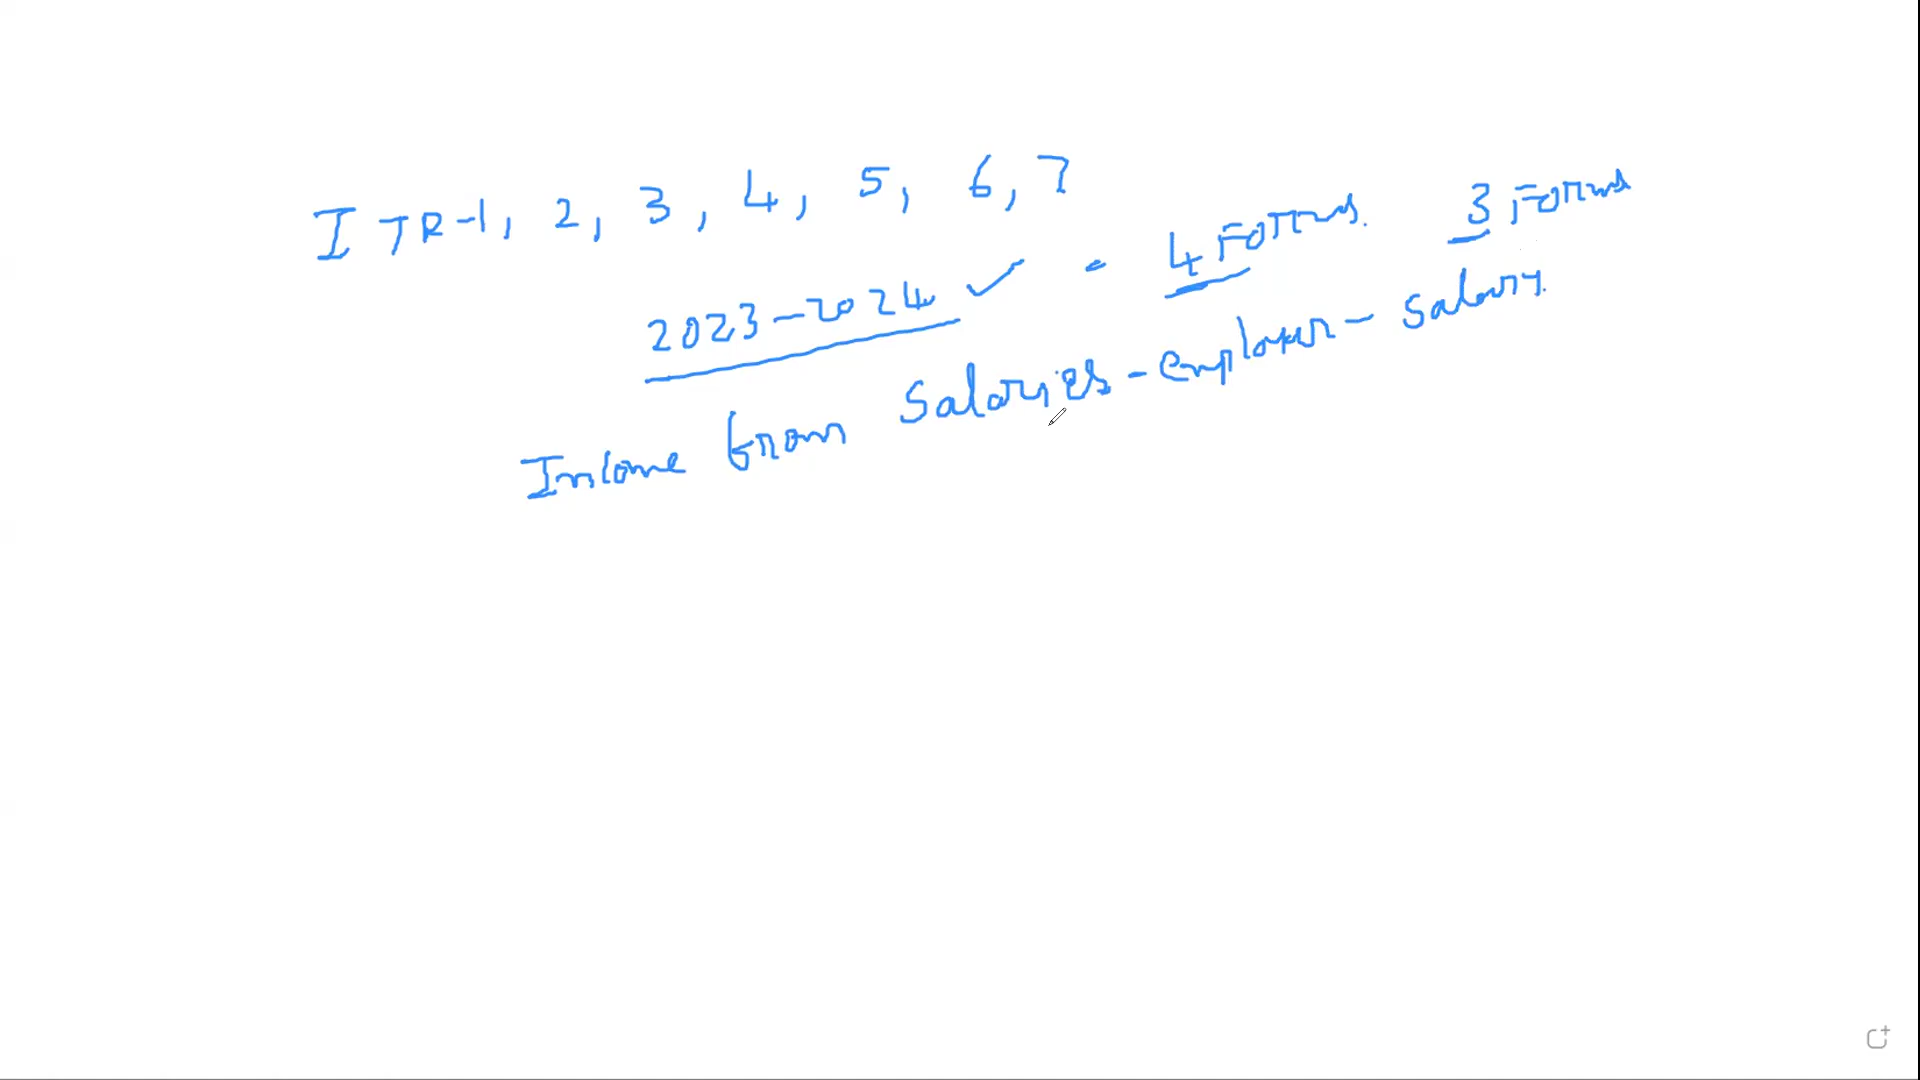 ITR-1, 2, 3, 4, 5, 6, 7
2023-2024 ✓ - 4 Forms. 3 Forms
Income from Salaries - employer - salary.